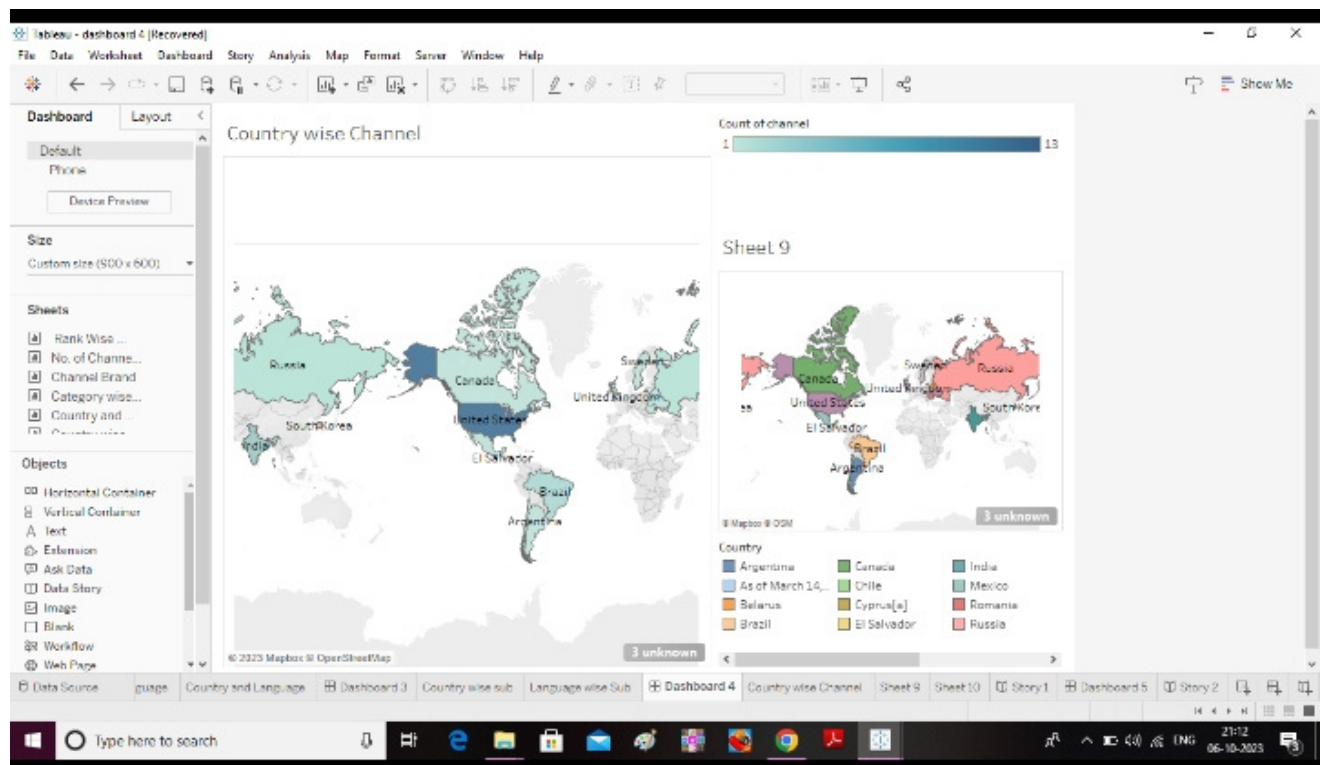 Tableau - dashboard 4 [Recovered]
File Data Worksheet Dashboard Story Analysis Map Format Server Window Help
Show Me
Dashboard Layout
Default
Phone
Device Preview
Size
Custom size (900 x 600)
Sheets
Rank Wise ...
No. of Channe...
Channel Brand
Category wise...
Country and ...
Objects
Horizontal Container
Vertical Container
Text
Extension
Ask Data
Data Story
Image
Blank
Workflow
Web Page
Country wise Channel
Russia
Canada
Sweden
United Kingdom
South Korea
United States
India
El Salvador
Brazil
Argentina
© 2023 Mapbox © OpenStreetMap
3 unknown
Count of channel
1 13
Sheet 9
Canada
Sweden
Russia
United Kingdom
United States
South Kore
El Salvador
Brazil
Argentina
© Mapbox © OSM
3 unknown
Country
Argentina Canada India
As of March 14,... Chile Mexico
Belarus Cyprus[a] Romania
Brazil El Salvador Russia
Data Source guage Country and Language Dashboard 3 Country wise sub Language wise Sub Dashboard 4 Country wise Channel Sheet 9 Sheet 10 Story 1 Dashboard 5 Story 2
Type here to search
ENG
21:12
06-10-2023